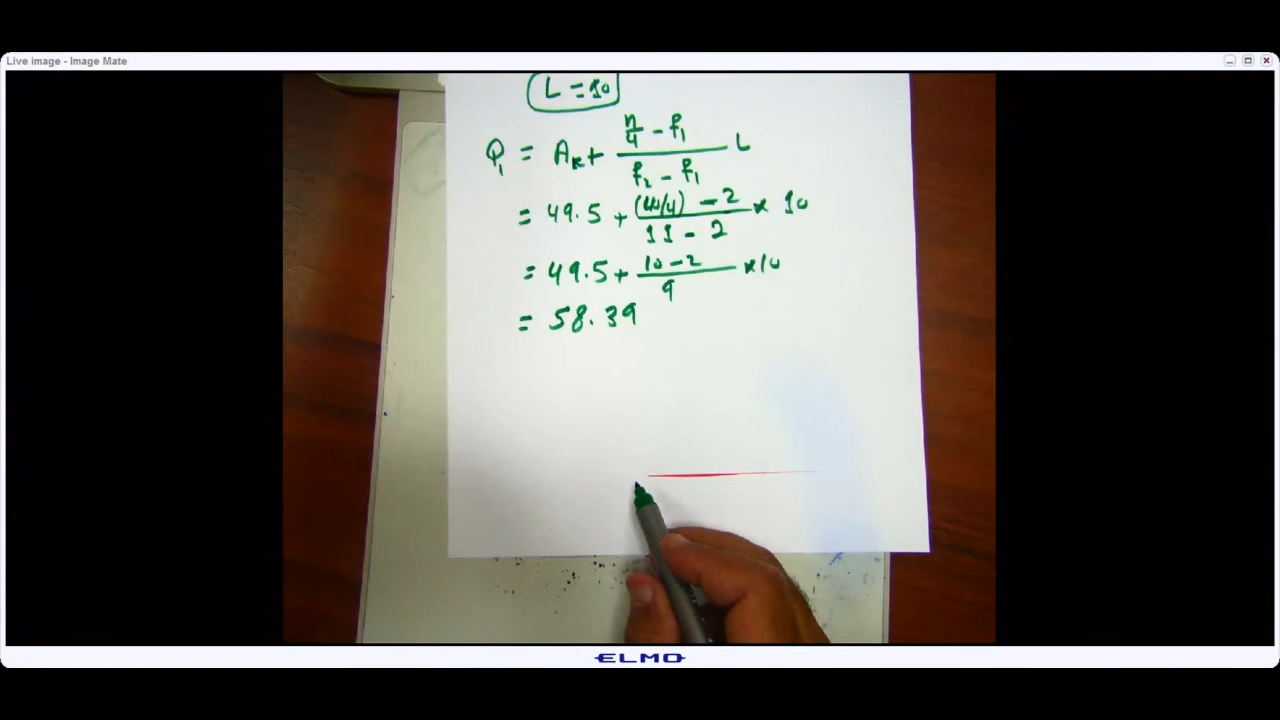 Live image - Image Mate
L = 10
Q₁ = Aₖ + (n/4 - f₁)/(f₂ - f₁) L
= 49.5 + ((40/4) - 2)/(11 - 2) × 10
= 49.5 + (10 - 2)/9 × 10
= 58.39
ELMO